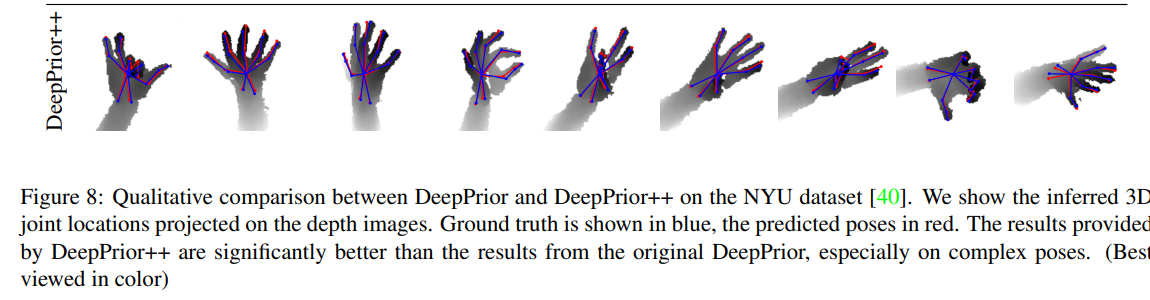 DeepPrior++
Figure 8: Qualitative comparison between DeepPrior and DeepPrior++ on the NYU dataset [40]. We show the inferred 3D
joint locations projected on the depth images. Ground truth is shown in blue, the predicted poses in red. The results provided
by DeepPrior++ are significantly better than the results from the original DeepPrior, especially on complex poses. (Best
viewed in color)